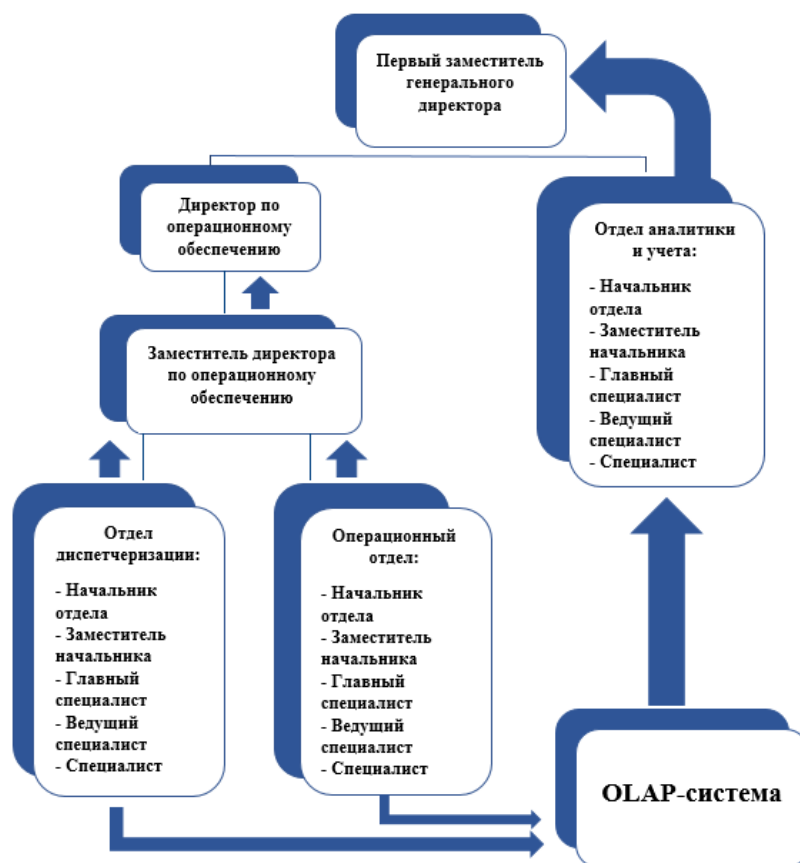 Первый заместитель
генерального
директора
Директор по
операционному
обеспечению
Отдел аналитики
и учета:
- Начальник
отдела
- Заместитель
начальника
- Главный
специалист
- Ведущий
специалист
- Специалист
Заместитель директора
по операционному
обеспечению
Отдел
диспетчеризации:
- Начальник
отдела
- Заместитель
начальника
- Главный
специалист
- Ведущий
специалист
- Специалист
Операционный
отдел:
- Начальник
отдела
- Заместитель
начальника
- Главный
специалист
- Ведущий
специалист
- Специалист
OLAP-система